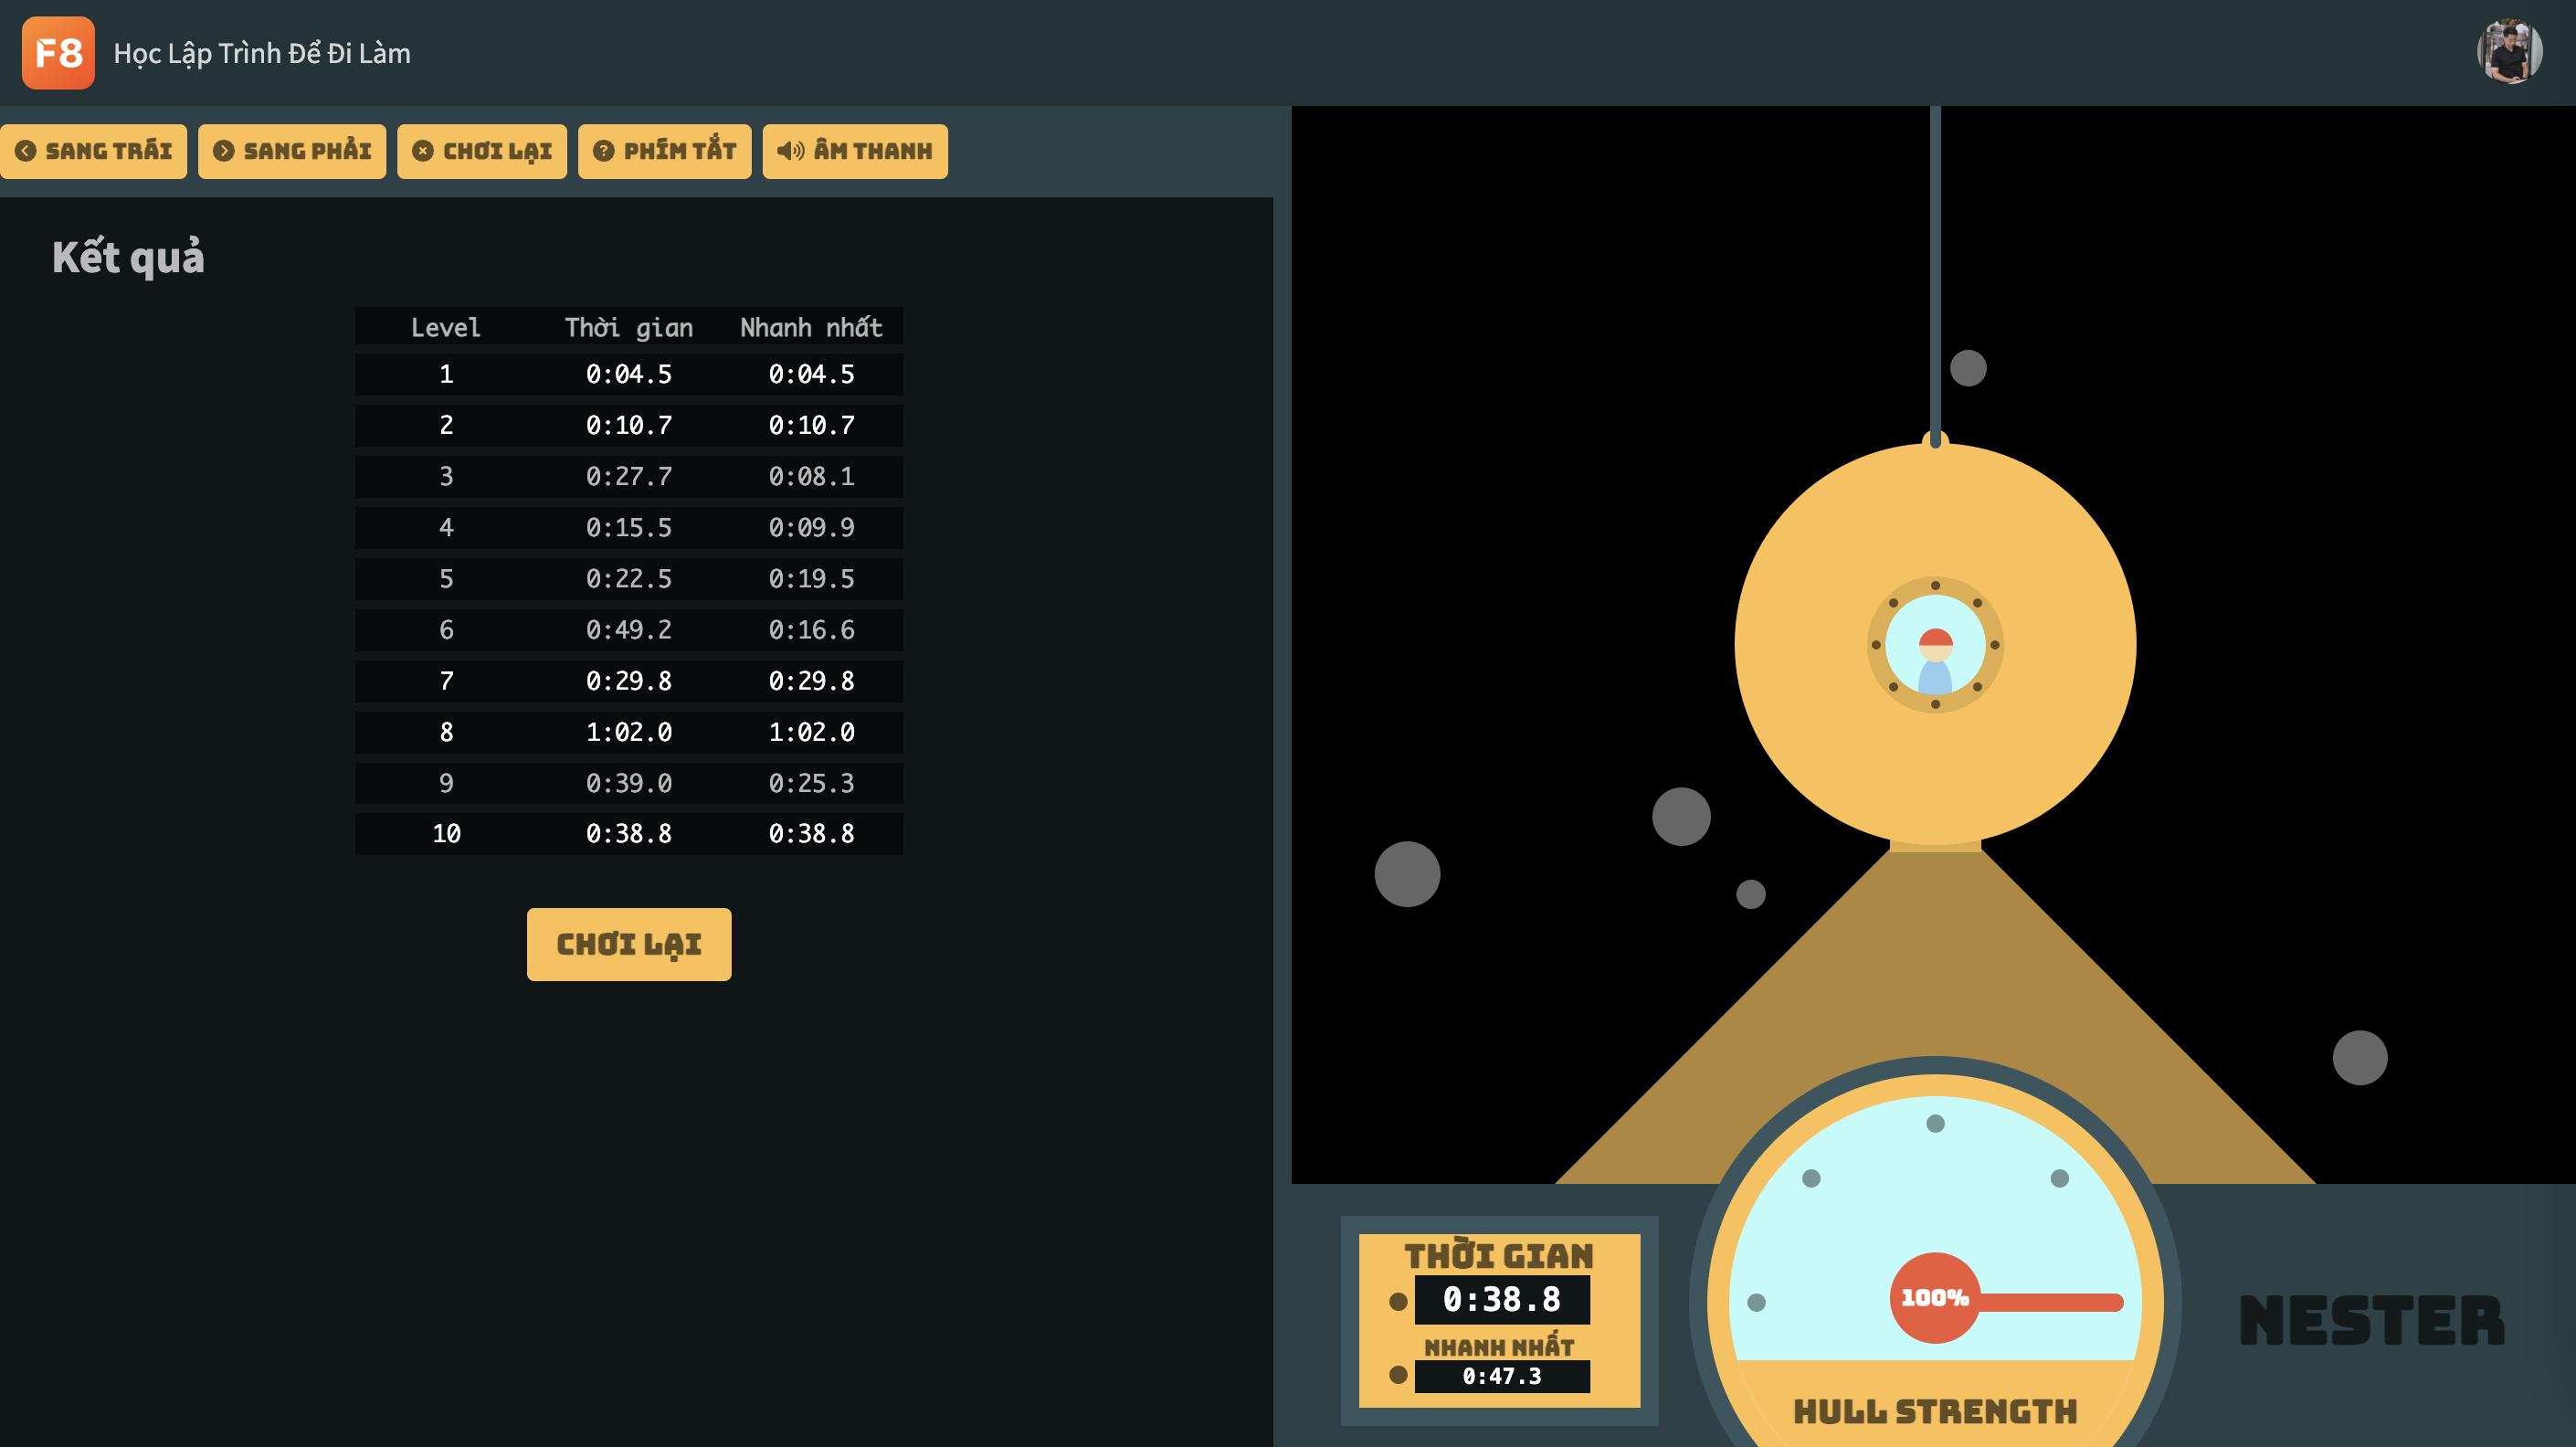 F8 Học Lập Trình Để Đi Làm
SANG TRÁI SANG PHẢI CHƠI LẠI PHÍM TẮT ÂM THANH
Kết quả
Level Thời gian Nhanh nhất
1 0:04.5 0:04.5
2 0:10.7 0:10.7
3 0:27.7 0:08.1
4 0:15.5 0:09.9
5 0:22.5 0:19.5
6 0:49.2 0:16.6
7 0:29.8 0:29.8
8 1:02.0 1:02.0
9 0:39.0 0:25.3
10 0:38.8 0:38.8
CHƠI LẠI
THỜI GIAN
0:38.8
NHANH NHẤT
0:47.3
100%
HULL STRENGTH
NESTER